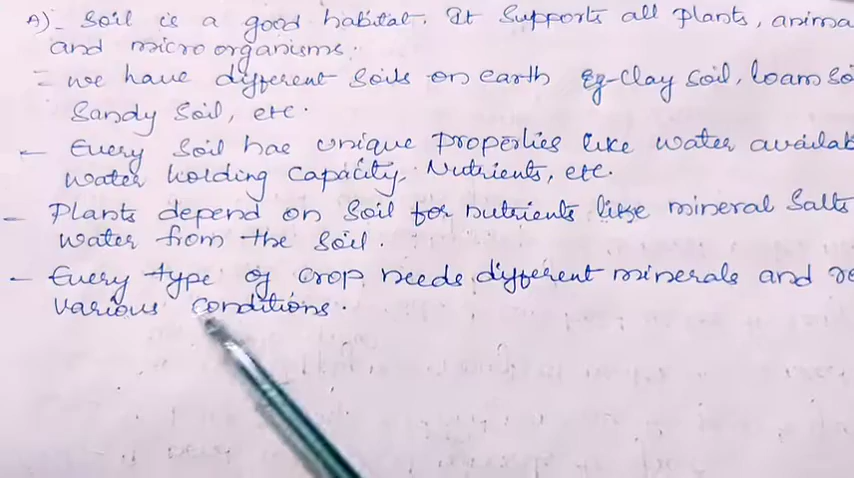 A)- Soil is a good habitat. It supports all plants, anima
and micro organisms.
= we have different Soils on earth Eg-Clay Soil, loam So
Sandy Soil, etc.
- Every Soil has unique properties like water availab
water holding capacity, Nutrients, etc.
- Plants depend on Soil for nutrients like mineral Salts
water from the Soil.
- Every type of crop needs different minerals and re
various conditions.